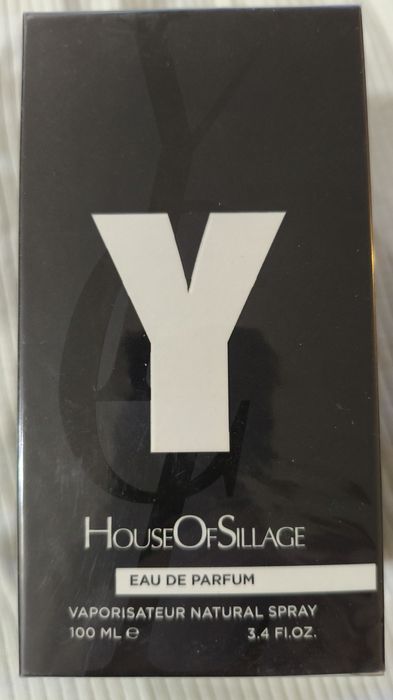 Y
HOUSEOFSILLAGE
EAU DE PARFUM
VAPORISATEUR NATURAL SPRAY
100 ML ℮ 3.4 Fl.OZ.